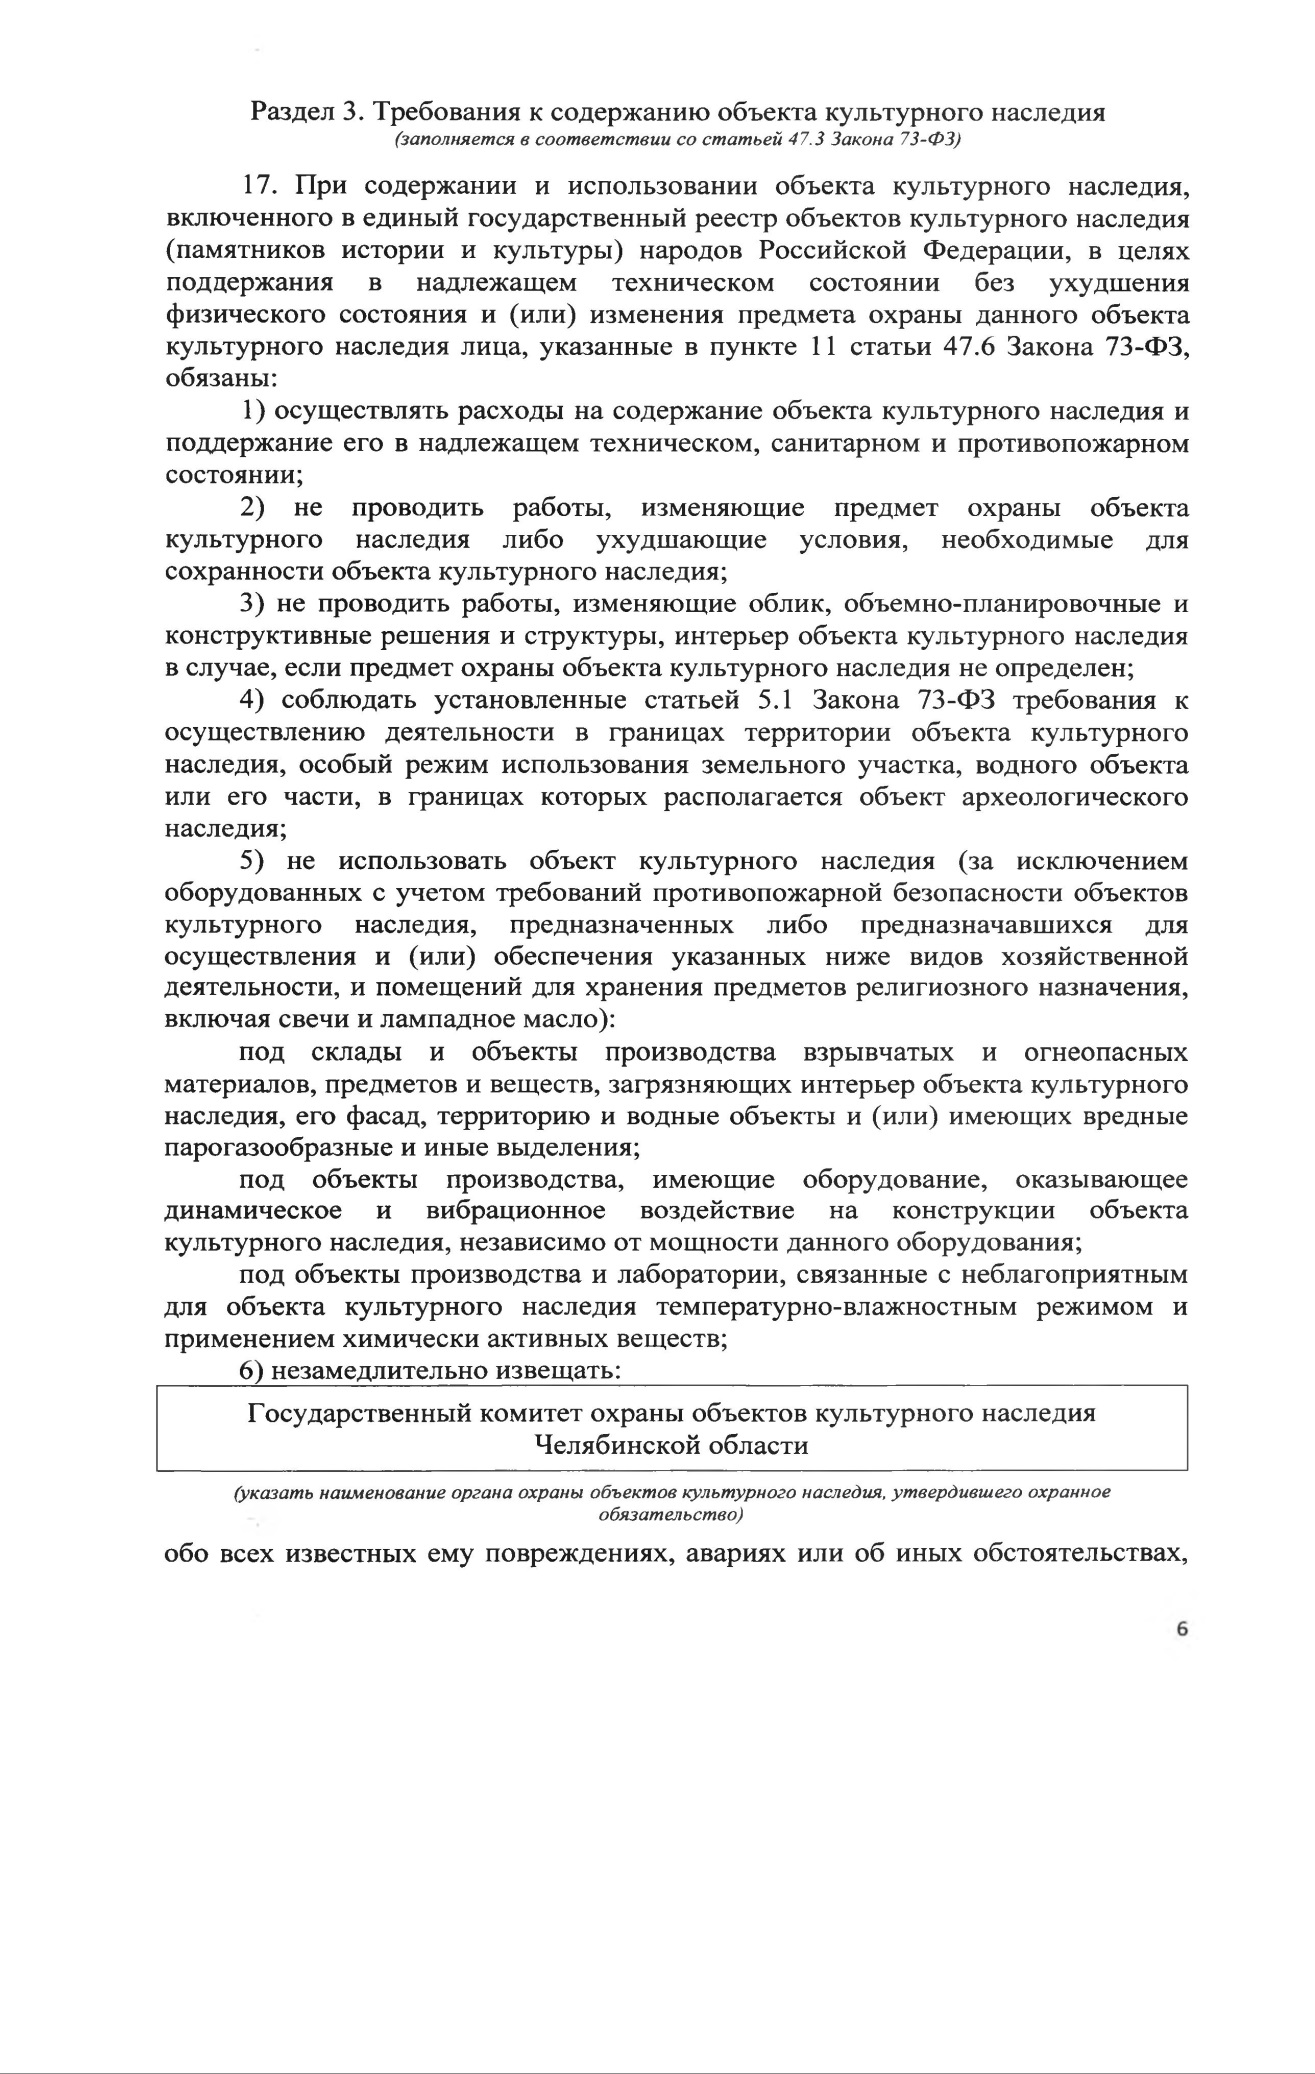 Раздел 3. Требования к содержанию объекта культурного наследия
(заполняется в соответствии со статьей 47.3 Закона 73-ФЗ)
17. При содержании и использовании объекта культурного наследия,
включенного в единый государственный реестр объектов культурного наследия
(памятников истории и культуры) народов Российской Федерации, в целях
поддержания в надлежащем техническом состоянии без ухудшения
физического состояния и (или) изменения предмета охраны данного объекта
культурного наследия лица, указанные в пункте 11 статьи 47.6 Закона 73-ФЗ,
обязаны:
1) осуществлять расходы на содержание объекта культурного наследия и
поддержание его в надлежащем техническом, санитарном и противопожарном
состоянии;
2) не проводить работы, изменяющие предмет охраны объекта
культурного наследия либо ухудшающие условия, необходимые для
сохранности объекта культурного наследия;
3) не проводить работы, изменяющие облик, объемно-планировочные и
конструктивные решения и структуры, интерьер объекта культурного наследия
в случае, если предмет охраны объекта культурного наследия не определен;
4) соблюдать установленные статьей 5.1 Закона 73-ФЗ требования к
осуществлению деятельности в границах территории объекта культурного
наследия, особый режим использования земельного участка, водного объекта
или его части, в границах которых располагается объект археологического
наследия;
5) не использовать объект культурного наследия (за исключением
оборудованных с учетом требований противопожарной безопасности объектов
культурного наследия, предназначенных либо предназначавшихся для
осуществления и (или) обеспечения указанных ниже видов хозяйственной
деятельности, и помещений для хранения предметов религиозного назначения,
включая свечи и лампадное масло):
под склады и объекты производства взрывчатых и огнеопасных
материалов, предметов и веществ, загрязняющих интерьер объекта культурного
наследия, его фасад, территорию и водные объекты и (или) имеющих вредные
парогазообразные и иные выделения;
под объекты производства, имеющие оборудование, оказывающее
динамическое и вибрационное воздействие на конструкции объекта
культурного наследия, независимо от мощности данного оборудования;
под объекты производства и лаборатории, связанные с неблагоприятным
для объекта культурного наследия температурно-влажностным режимом и
применением химически активных веществ;
6) незамедлительно извещать:
Государственный комитет охраны объектов культурного наследия
Челябинской области
(указать наименование органа охраны объектов культурного наследия, утвердившего охранное
обязательство)
обо всех известных ему повреждениях, авариях или об иных обстоятельствах,
6